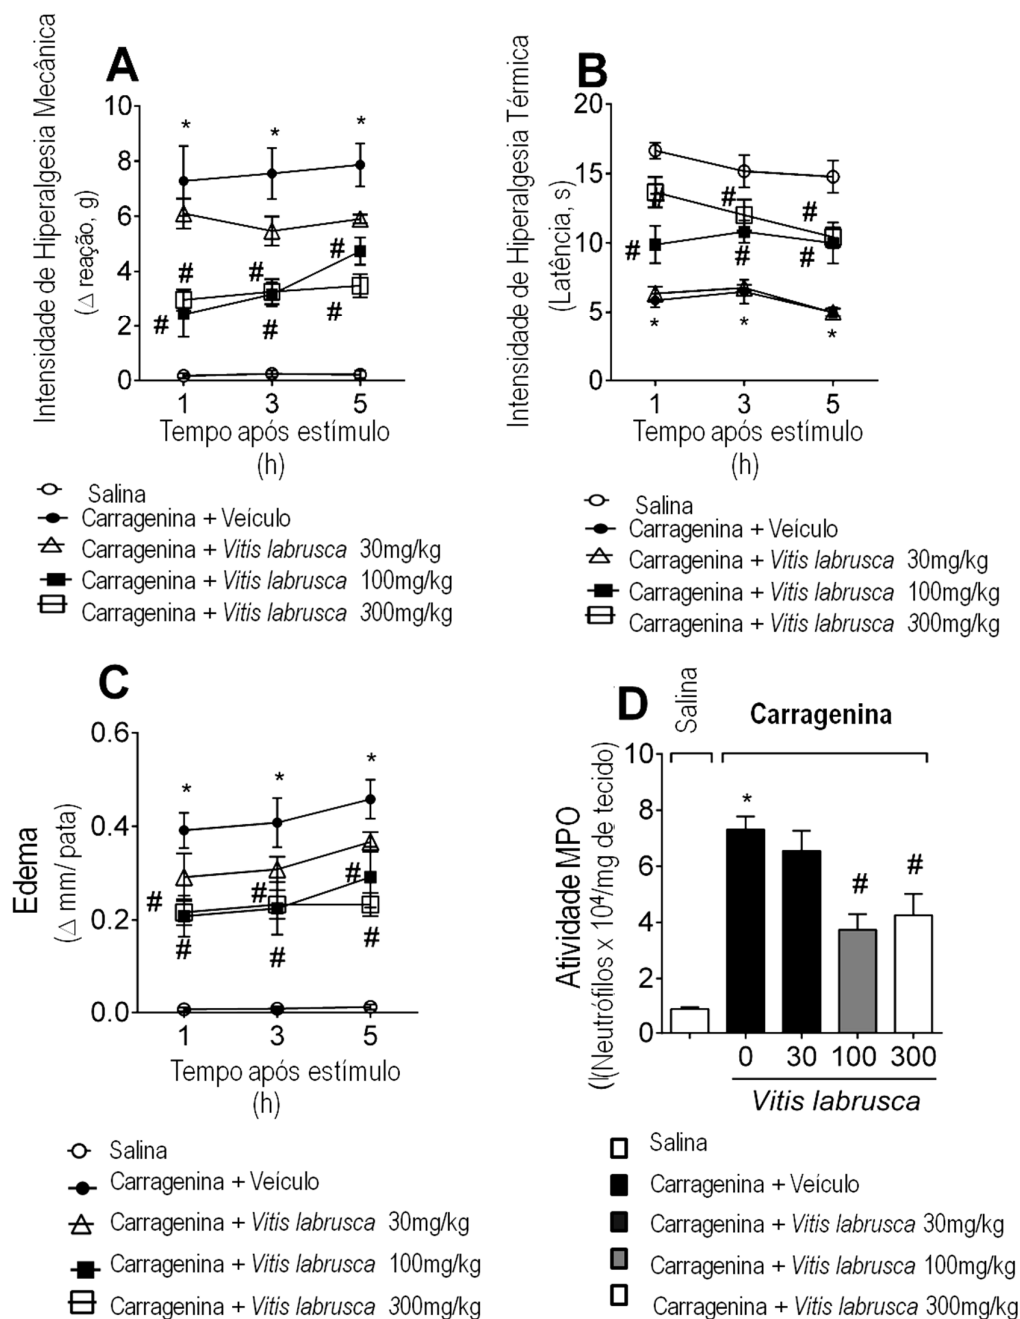 A
Intensidade de Hiperalgesia Mecânica
(△ reação, g)
10
8
6
4
2
0
* * *
# # #
# # #
1 3 5
Tempo após estímulo
(h)
Salina
Carragenina + Veículo
Carragenina + Vitis labrusca 30mg/kg
Carragenina + Vitis labrusca 100mg/kg
Carragenina + Vitis labrusca 300mg/kg
B
Intensidade de Hiperalgesia Térmica
(Latência, s)
20
15
10
5
0
# # #
# # #
* * *
1 3 5
Tempo após estímulo
(h)
Salina
Carragenina + Veículo
Carragenina + Vitis labrusca 30mg/kg
Carragenina + Vitis labrusca 100mg/kg
Carragenina + Vitis labrusca 300mg/kg
C
Edema
(△ mm/ pata)
0.6
0.4
0.2
0.0
* * *
# # #
# # #
1 3 5
Tempo após estímulo
(h)
Salina
Carragenina + Veículo
Carragenina + Vitis labrusca 30mg/kg
Carragenina + Vitis labrusca 100mg/kg
Carragenina + Vitis labrusca 300mg/kg
D
Salina
Carragenina
Atividade MPO
((Neutrófilos x 10⁴/mg de tecido)
10
8
6
4
2
0
*
# #
0 30 100 300
Vitis labrusca
Salina
Carragenina + Veículo
Carragenina + Vitis labrusca 30mg/kg
Carragenina + Vitis labrusca 100mg/kg
Carragenina + Vitis labrusca 300mg/kg